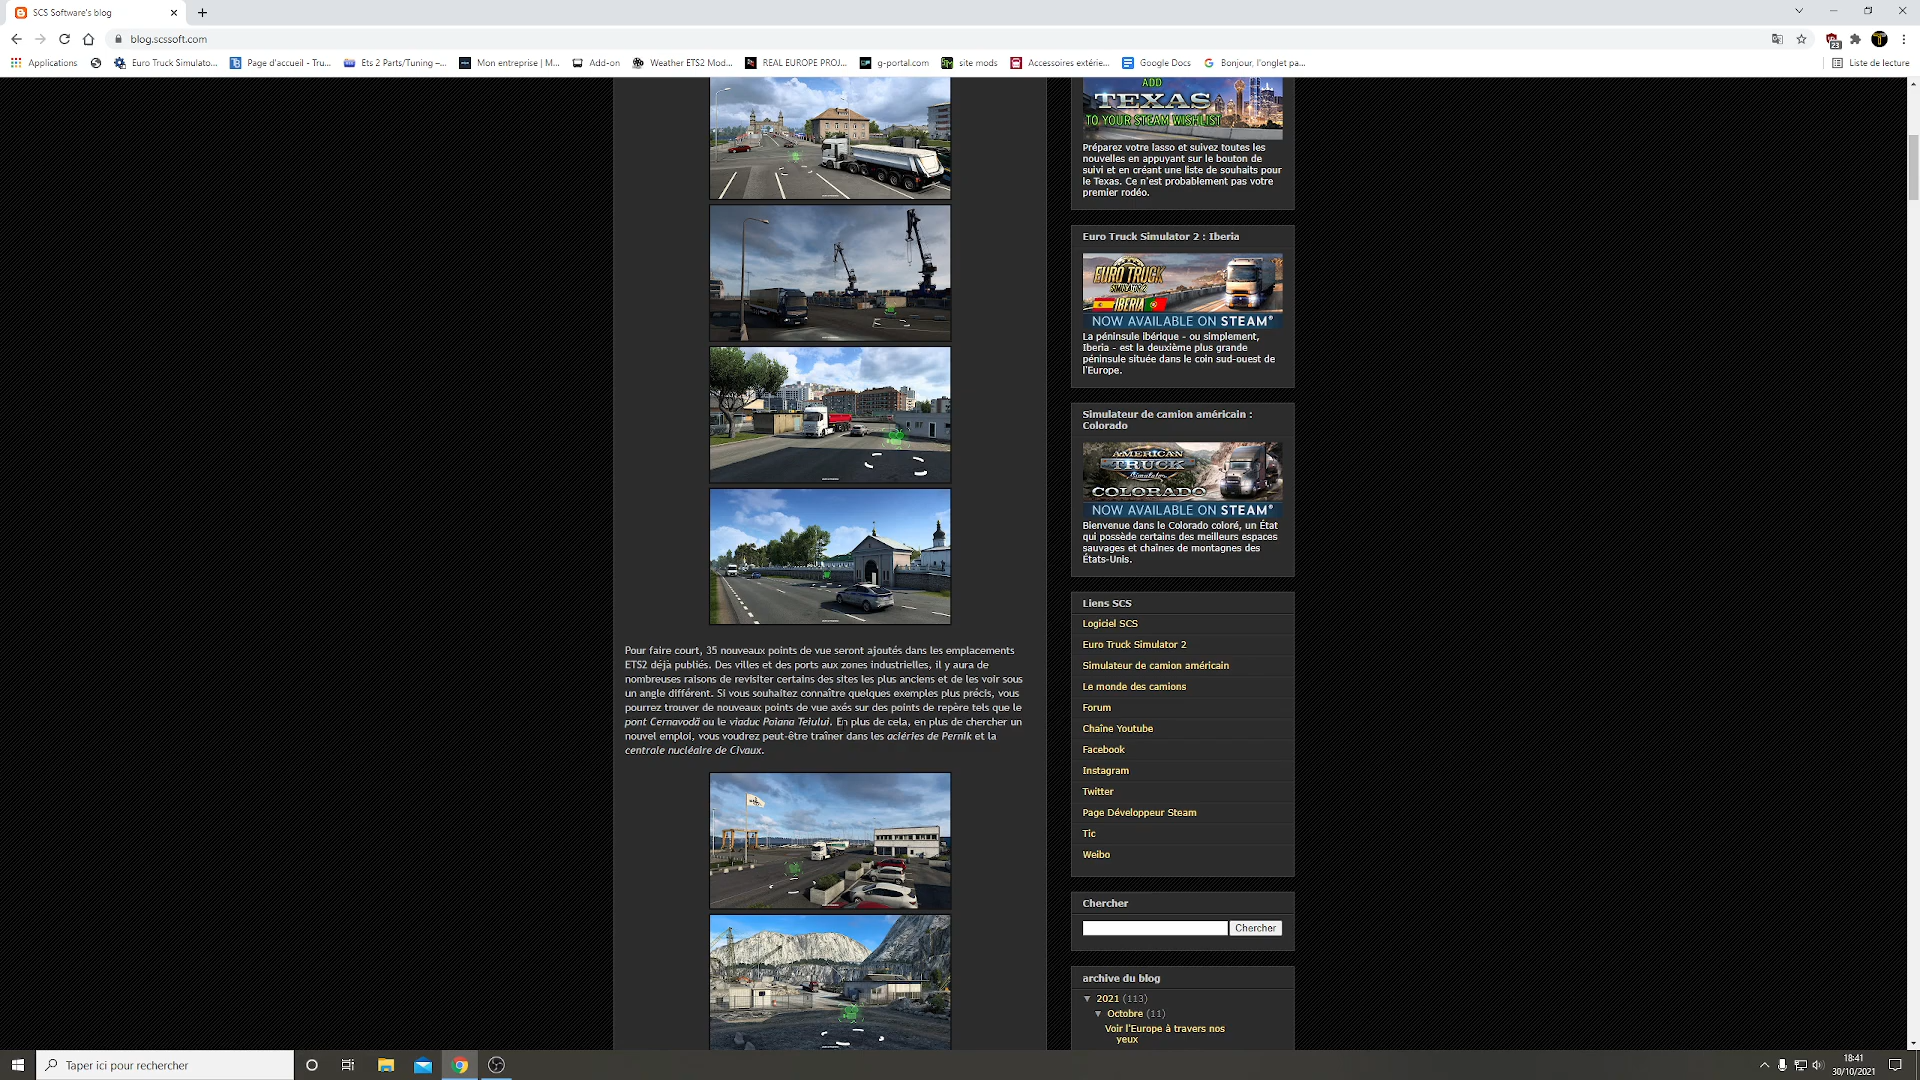 SCS Software's blog
blog.scssoft.com
23
Applications
Euro Truck Simulato...
Page d'accueil - Tru...
Ets 2 Parts/Tuning –...
Mon entreprise | M...
Add-on
Weather ETS2 Mod...
REAL EUROPE PROJ...
g-portal.com
site mods
Accessoires extérie...
Google Docs
Bonjour, l'onglet pa...
Liste de lecture
Pour faire court, 35 nouveaux points de vue seront ajoutés dans les emplacements
ETS2 déjà publiés. Des villes et des ports aux zones industrielles, il y aura de
nombreuses raisons de revisiter certains des sites les plus anciens et de les voir sous
un angle différent. Si vous souhaitez connaître quelques exemples plus précis, vous
pourrez trouver de nouveaux points de vue axés sur des points de repère tels que le
pont Cernavodă ou le viaduc Poiana Teiului. En plus de cela, en plus de chercher un
nouvel emploi, vous voudrez peut-être traîner dans les aciéries de Pernik et la
centrale nucléaire de Civaux.
ADD
TEXAS
TO YOUR STEAM WISHLIST
Préparez votre lasso et suivez toutes les
nouvelles en appuyant sur le bouton de
suivi et en créant une liste de souhaits pour
le Texas. Ce n'est probablement pas votre
premier rodéo.
Euro Truck Simulator 2 : Iberia
EURO TRUCK
SIMULATOR 2
IBERIA
NOW AVAILABLE ON STEAM®
La péninsule ibérique - ou simplement,
Iberia - est la deuxième plus grande
péninsule située dans le coin sud-ouest de
l'Europe.
Simulateur de camion américain :
Colorado
AMERICAN
TRUCK
Simulator
COLORADO
NOW AVAILABLE ON STEAM®
Bienvenue dans le Colorado coloré, un État
qui possède certains des meilleurs espaces
sauvages et chaînes de montagnes des
États-Unis.
Liens SCS
Logiciel SCS
Euro Truck Simulator 2
Simulateur de camion américain
Le monde des camions
Forum
Chaîne Youtube
Facebook
Instagram
Twitter
Page Développeur Steam
Tic
Weibo
Chercher
Chercher
archive du blog
▼ 2021 (113)
▼ Octobre (11)
Voir l'Europe à travers nos
yeux
Taper ici pour rechercher
18:41
30/10/2021